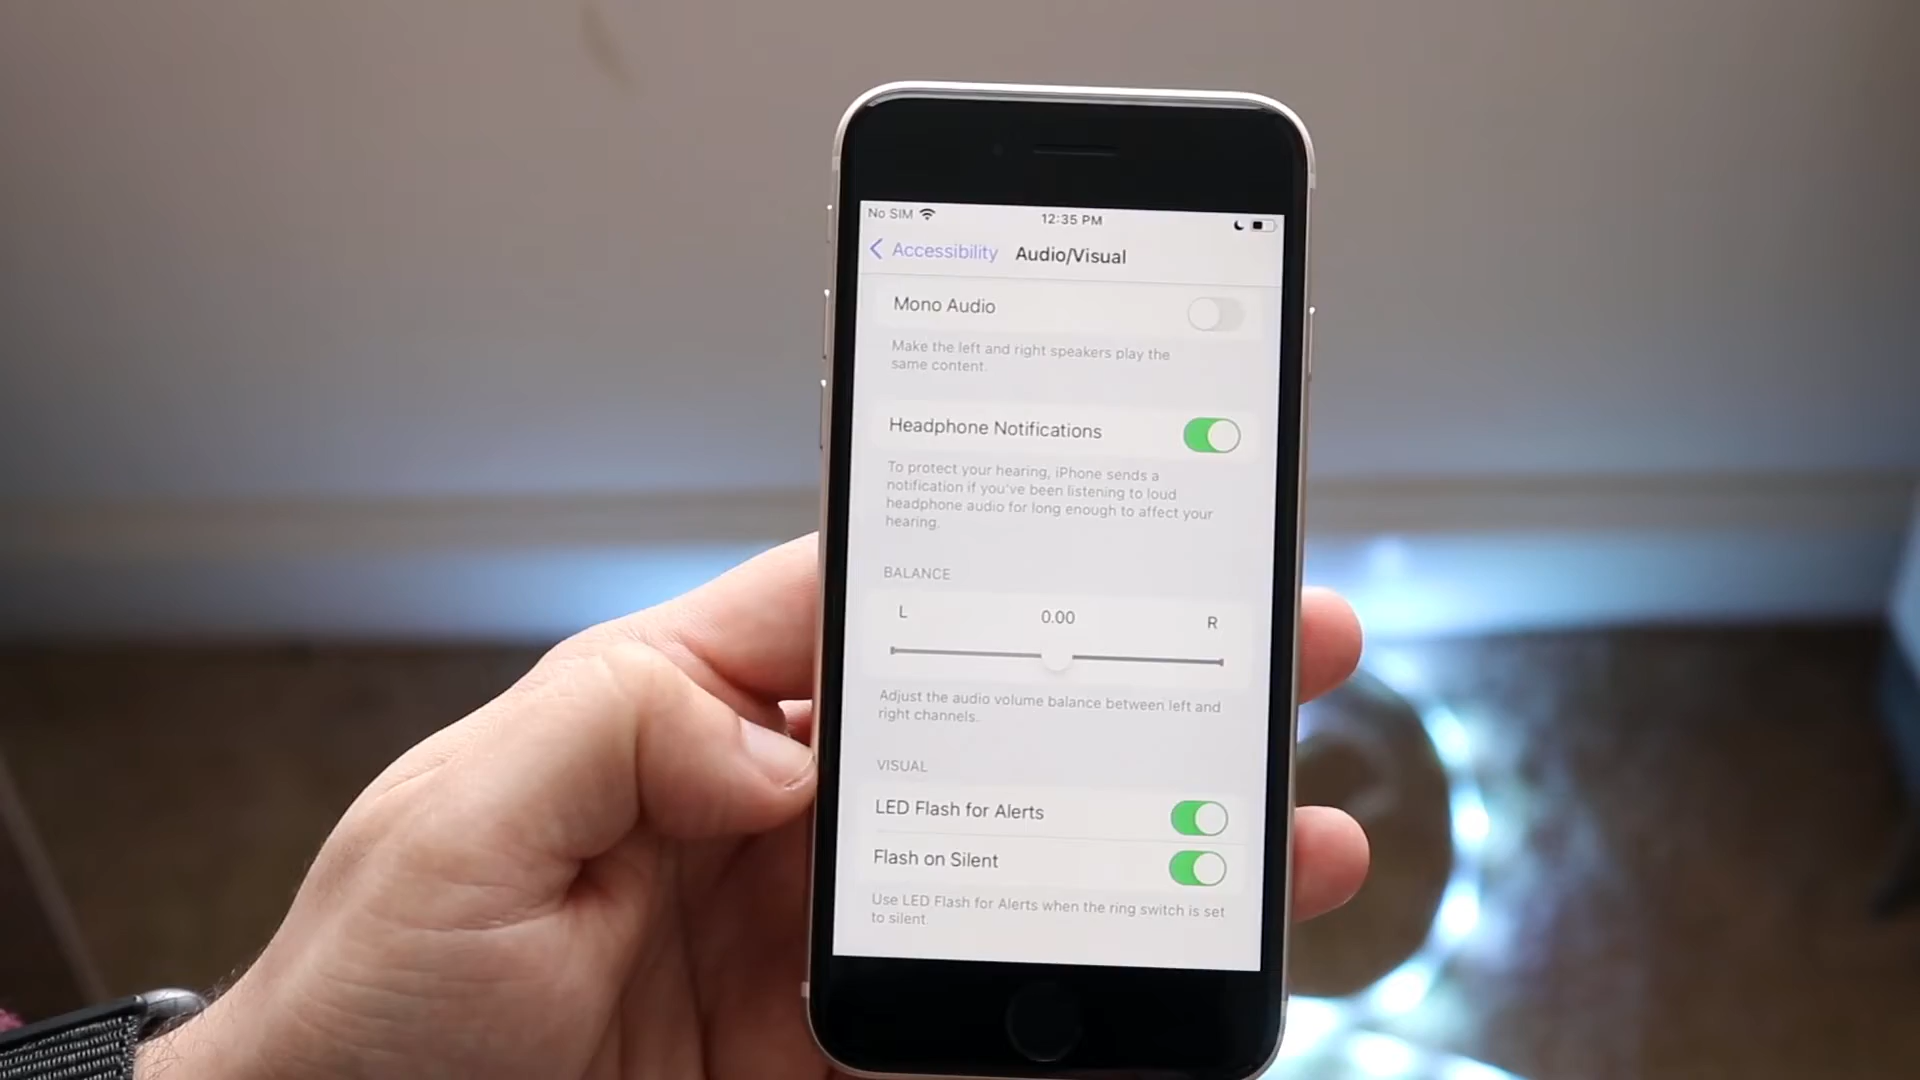 No SIM 12:35 PM
Accessibility Audio/Visual
Mono Audio
Make the left and right speakers play the
same content.
Headphone Notifications
To protect your hearing, iPhone sends a
notification if you've been listening to loud
headphone audio for long enough to affect your
hearing.
BALANCE
L 0.00 R
Adjust the audio volume balance between left and
right channels.
VISUAL
LED Flash for Alerts
Flash on Silent
Use LED Flash for Alerts when the ring switch is set
to silent.